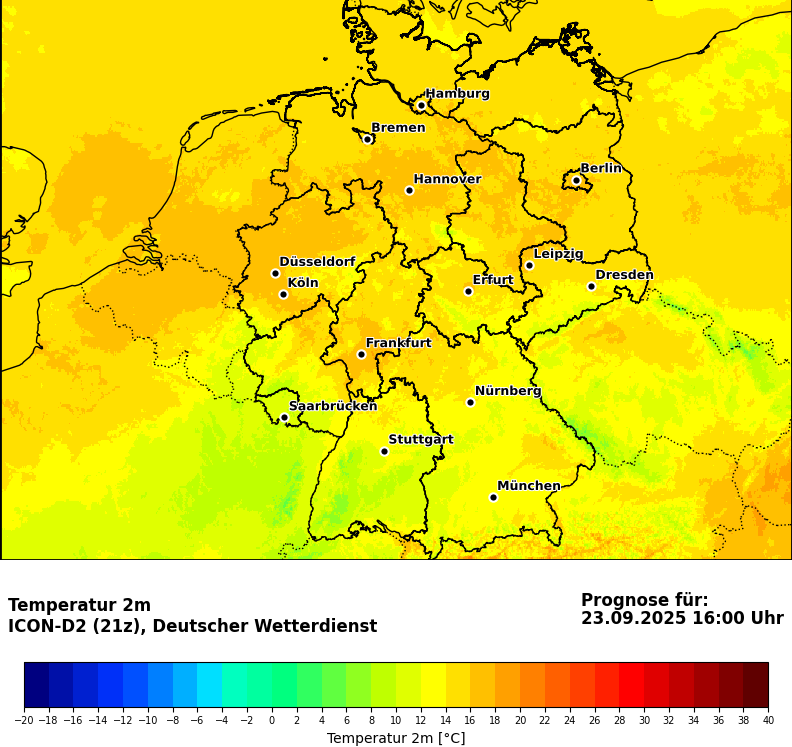 Hamburg
Bremen
Berlin
Hannover
Leipzig
Düsseldorf
Dresden
Erfurt
Köln
Frankfurt
Nürnberg
Saarbrücken
Stuttgart
München
Temperatur 2m
ICON-D2 (21z), Deutscher Wetterdienst
Prognose für:
23.09.2025 16:00 Uhr
−20 −18 −16 −14 −12 −10 −8 −6 −4 −2 0 2 4 6 8 10 12 14 16 18 20 22 24 26 28 30 32 34 36 38 40
Temperatur 2m [°C]